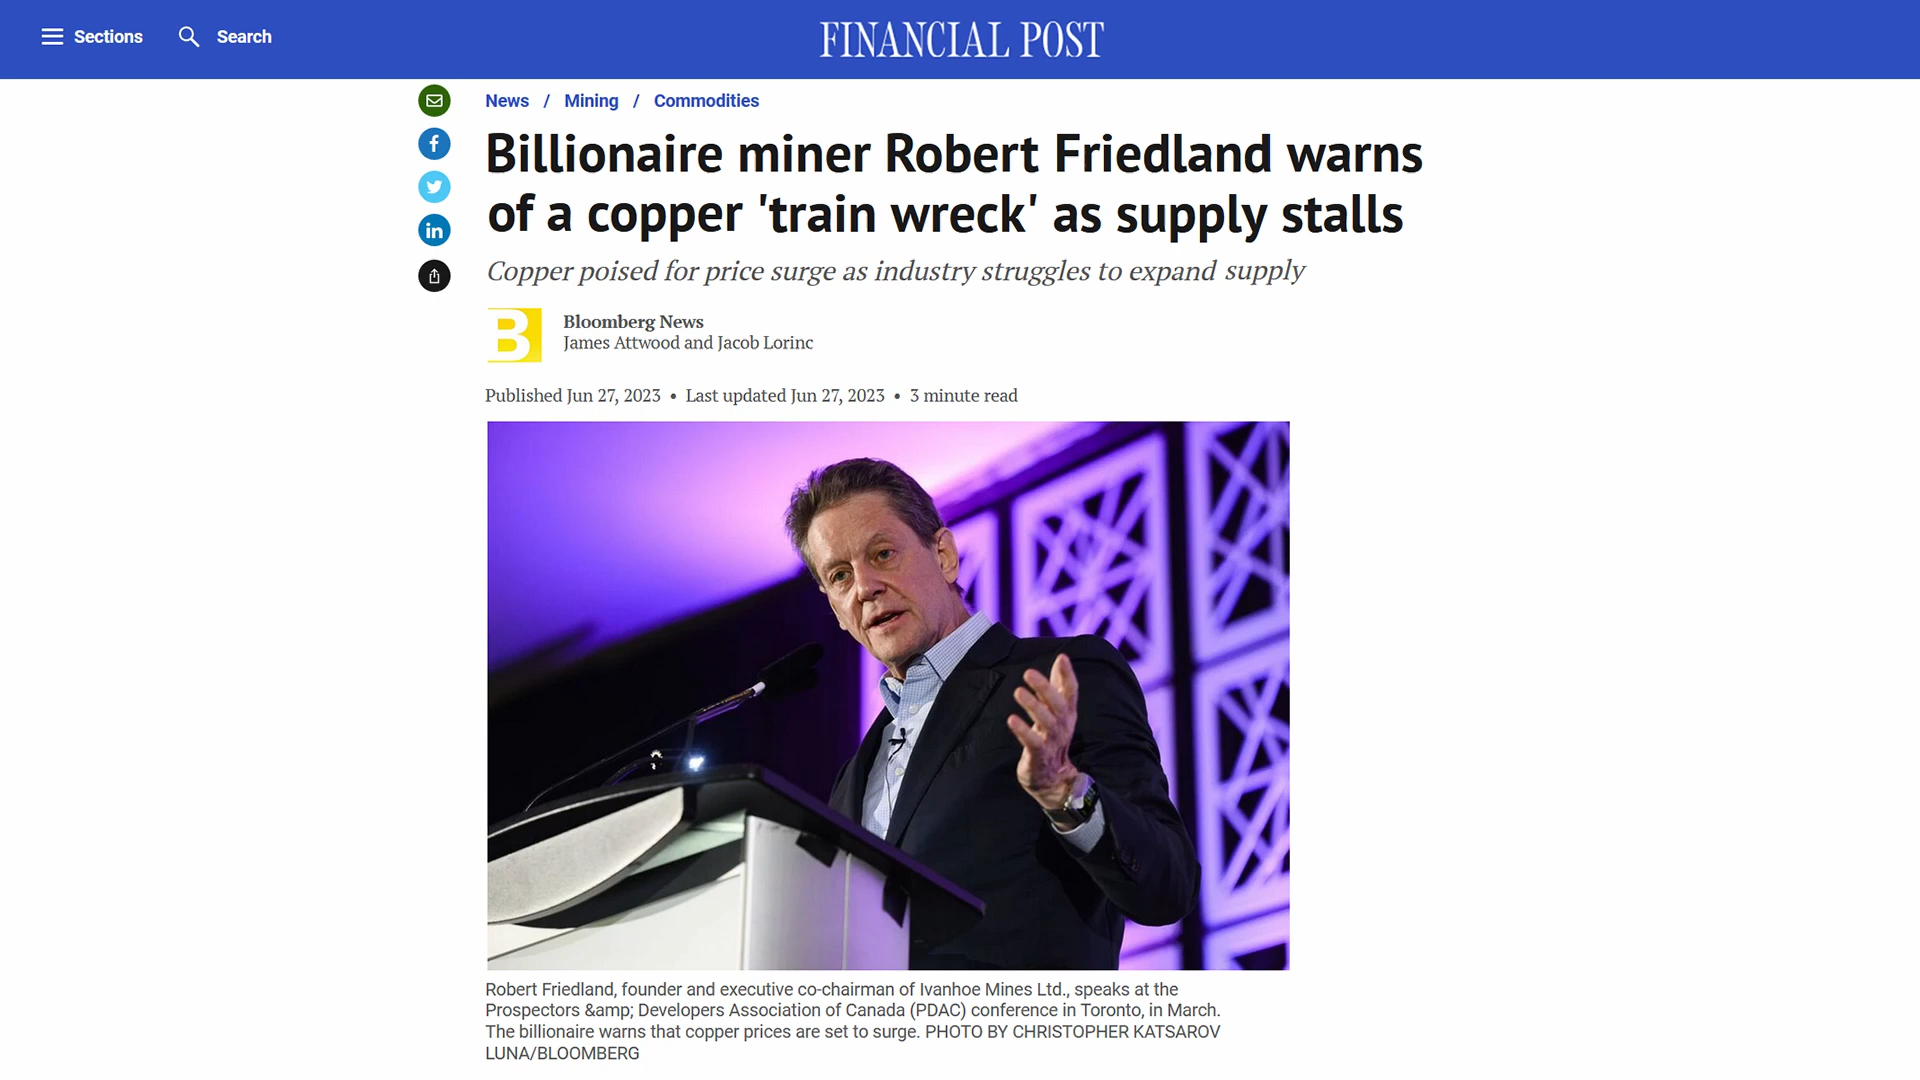 Sections
Search
FINANCIAL POST
News / Mining / Commodities
Billionaire miner Robert Friedland warns
of a copper 'train wreck' as supply stalls
Copper poised for price surge as industry struggles to expand supply
B
Bloomberg News
James Attwood and Jacob Lorinc
Published Jun 27, 2023 • Last updated Jun 27, 2023 • 3 minute read
Robert Friedland, founder and executive co-chairman of Ivanhoe Mines Ltd., speaks at the
Prospectors &amp; Developers Association of Canada (PDAC) conference in Toronto, in March.
The billionaire warns that copper prices are set to surge. PHOTO BY CHRISTOPHER KATSAROV
LUNA/BLOOMBERG